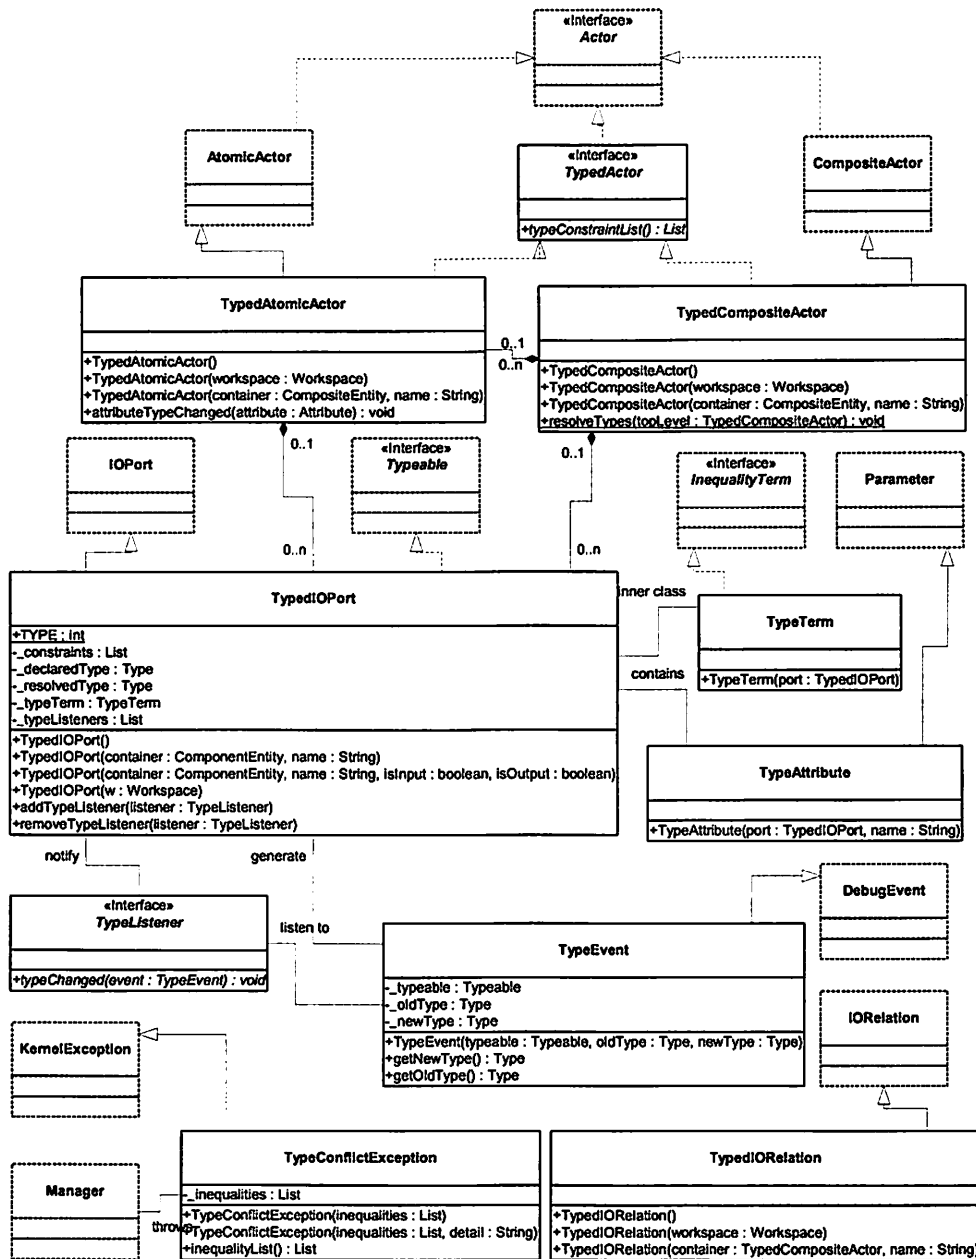 «Interface»
Actor
AtomicActor
«Interface»
TypedActor
+typeConstraintList() : List
CompositeActor
TypedAtomicActor
+TypedAtomicActor()
+TypedAtomicActor(workspace : Workspace)
+TypedAtomicActor(container : CompositeEntity, name : String)
+attributeTypeChanged(attribute : Attribute) : void
0..1
0..n
TypedCompositeActor
+TypedCompositeActor()
+TypedCompositeActor(workspace : Workspace)
+TypedCompositeActor(container : CompositeEntity, name : String)
+resolveTypes(topLevel : TypedCompositeActor) : void
0..1
0..1
IOPort
«Interface»
Typeable
«Interface»
InequalityTerm
Parameter
0..n
0..n
TypedIOPort
+TYPE : int
-_constraints : List
-_declaredType : Type
-_resolvedType : Type
-_typeTerm : TypeTerm
-_typeListeners : List
+TypedIOPort()
+TypedIOPort(container : ComponentEntity, name : String)
+TypedIOPort(container : ComponentEntity, name : String, isInput : boolean, isOutput : boolean)
+TypedIOPort(w : Workspace)
+addTypeListener(listener : TypeListener)
+removeTypeListener(listener : TypeListener)
inner class
TypeTerm
+TypeTerm(port : TypedIOPort)
contains
TypeAttribute
+TypeAttribute(port : TypedIOPort, name : String)
notify
generate
«Interface»
TypeListener
+typeChanged(event : TypeEvent) : void
listen to
TypeEvent
-_typeable : Typeable
-_oldType : Type
-_newType : Type
+TypeEvent(typeable : Typeable, oldType : Type, newType : Type)
+getNewType() : Type
+getOldType() : Type
DebugEvent
IORelation
KernelException
Manager
throws
TypeConflictException
-_inequalities : List
+TypeConflictException(inequalities : List)
+TypeConflictException(inequalities : List, detail : String)
+inequalityList() : List
TypedIORelation
+TypedIORelation()
+TypedIORelation(workspace : Workspace)
+TypedIORelation(container : TypedCompositeActor, name : String)